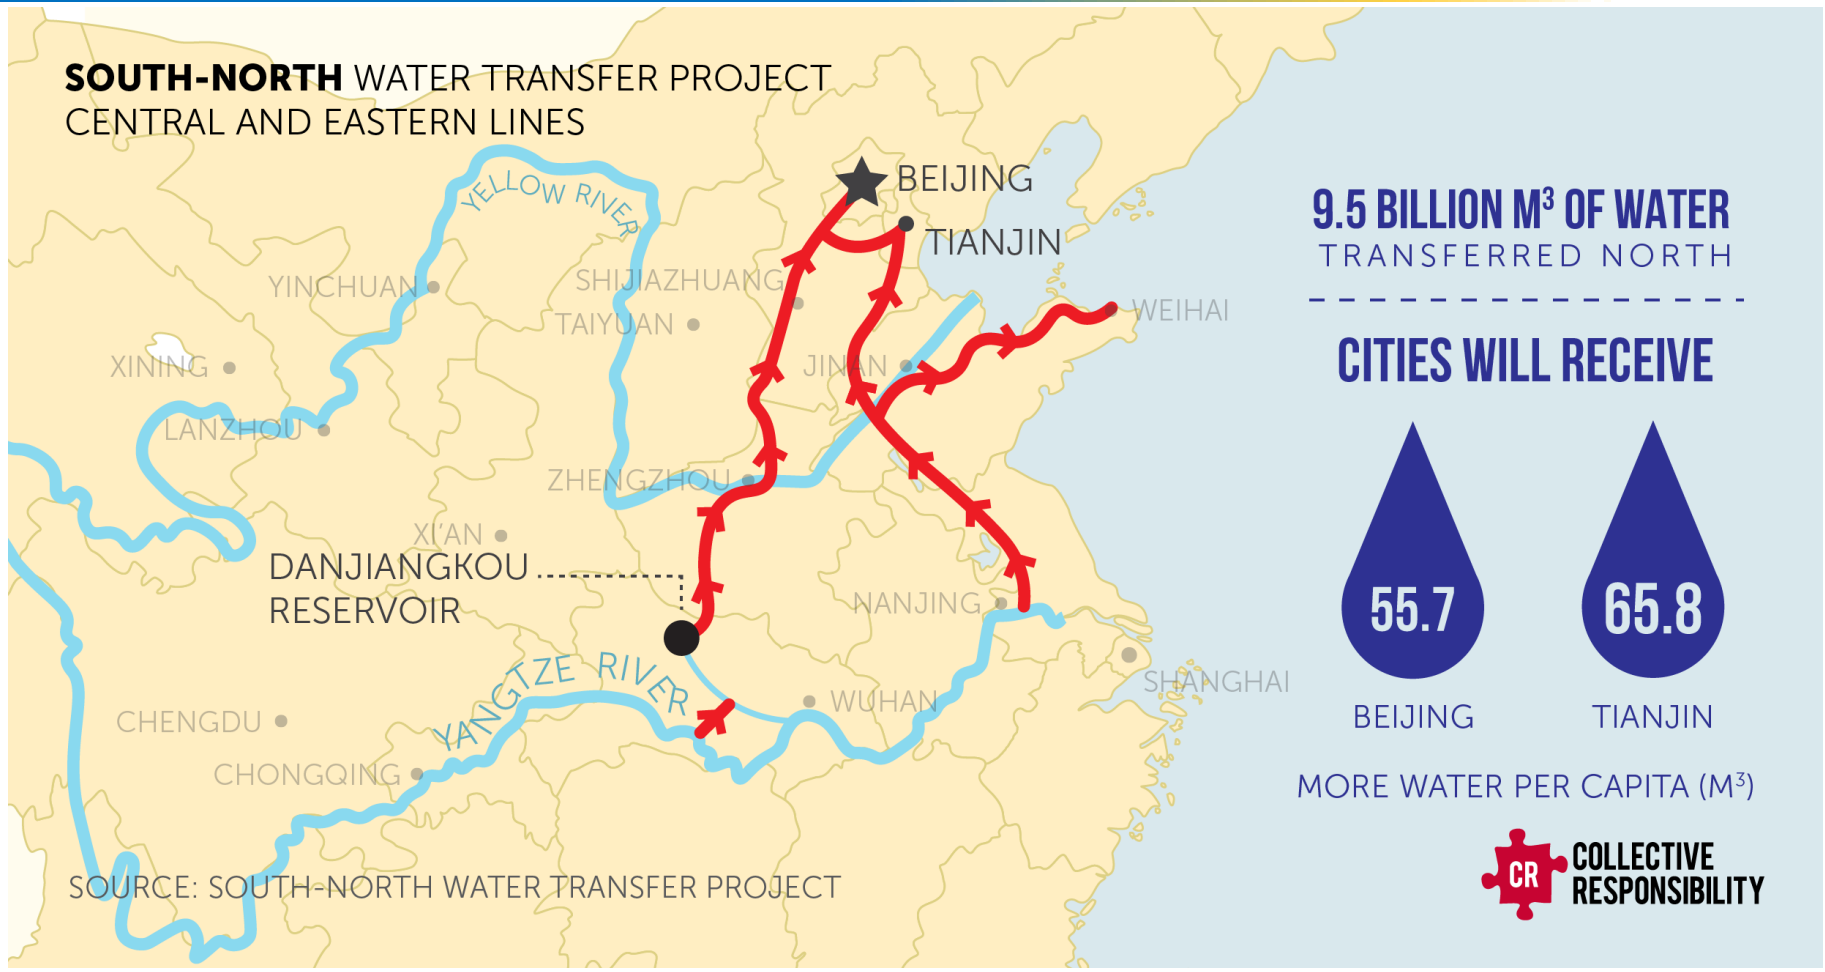 SOUTH-NORTH WATER TRANSFER PROJECT
CENTRAL AND EASTERN LINES
YELLOW RIVER
BEIJING
TIANJIN
YINCHUAN
SHIJIAZHUANG
TAIYUAN
WEIHAI
XINING
JINAN
LANZHOU
ZHENGZHOU
XI'AN
DANJIANGKOU
RESERVOIR
NANJING
YANGTZE RIVER
SHANGHAI
WUHAN
CHENGDU
CHONGQING
SOURCE: SOUTH-NORTH WATER TRANSFER PROJECT
9.5 BILLION M³ OF WATER
TRANSFERRED NORTH
CITIES WILL RECEIVE
55.7
65.8
BEIJING
TIANJIN
MORE WATER PER CAPITA (M³)
CR
COLLECTIVE
RESPONSIBILITY